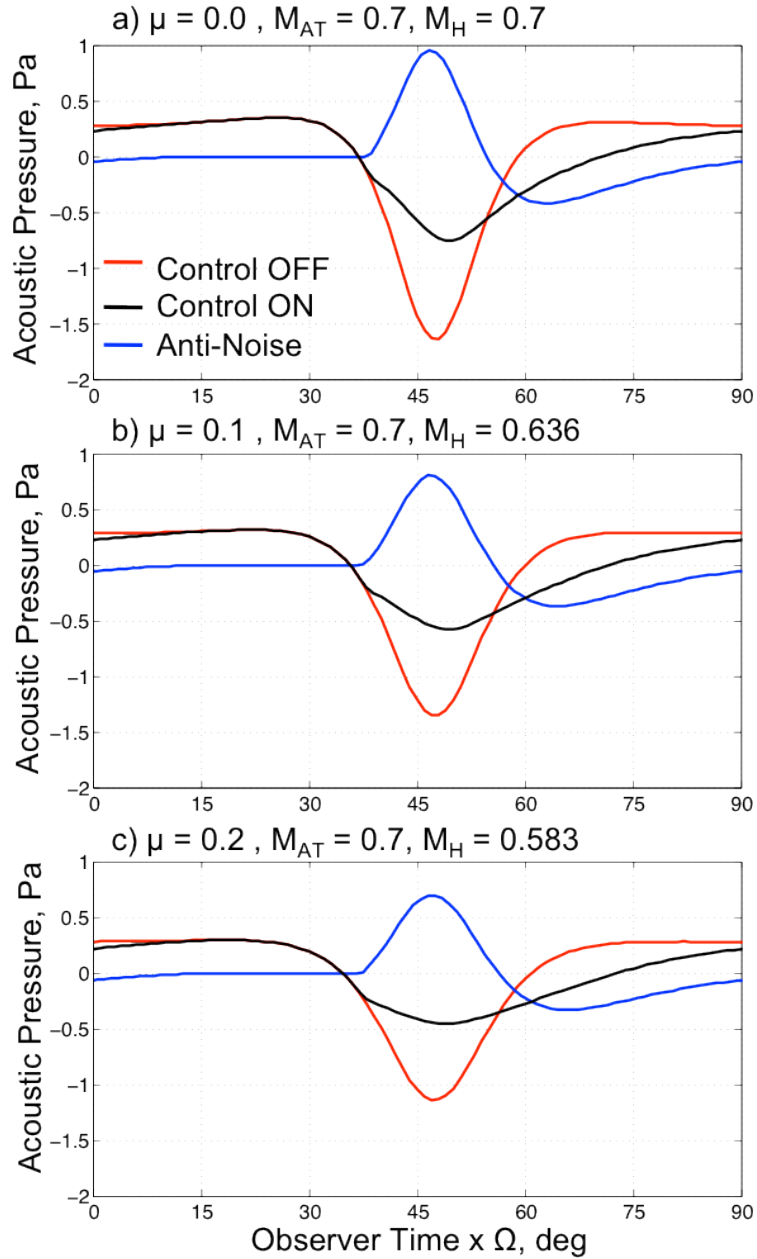 a) μ = 0.0 , M_AT = 0.7, M_H = 0.7
Acoustic Pressure, Pa
1
0.5
0
−0.5
−1
−1.5
−2
Control OFF
Control ON
Anti-Noise
0 15 30 45 60 75 90
b) μ = 0.1 , M_AT = 0.7, M_H = 0.636
Acoustic Pressure, Pa
1
0.5
0
−0.5
−1
−1.5
−2
0 15 30 45 60 75 90
c) μ = 0.2 , M_AT = 0.7, M_H = 0.583
Acoustic Pressure, Pa
1
0.5
0
−0.5
−1
−1.5
−2
0 15 30 45 60 75 90
Observer Time x Ω, deg